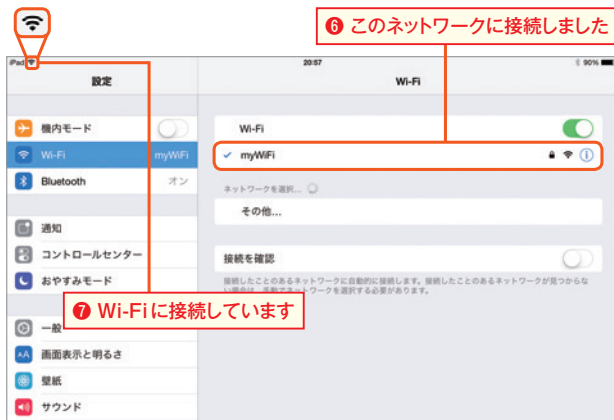 ❻ このネットワークに接続しました
iPad
20:57
90%
設定
Wi-Fi
機内モード
Wi-Fi
myWiFi
Bluetooth
オン
通知
コントロールセンター
おやすみモード
一般
画面表示と明るさ
壁紙
サウンド
Wi-Fi
myWiFi
ネットワークを選択...
その他...
接続を確認
接続したことのあるネットワークに自動的に接続します。接続したことのあるネットワークが見つからな
い場合は、手動でネットワークを選択する必要があります。
❼ Wi-Fiに接続しています